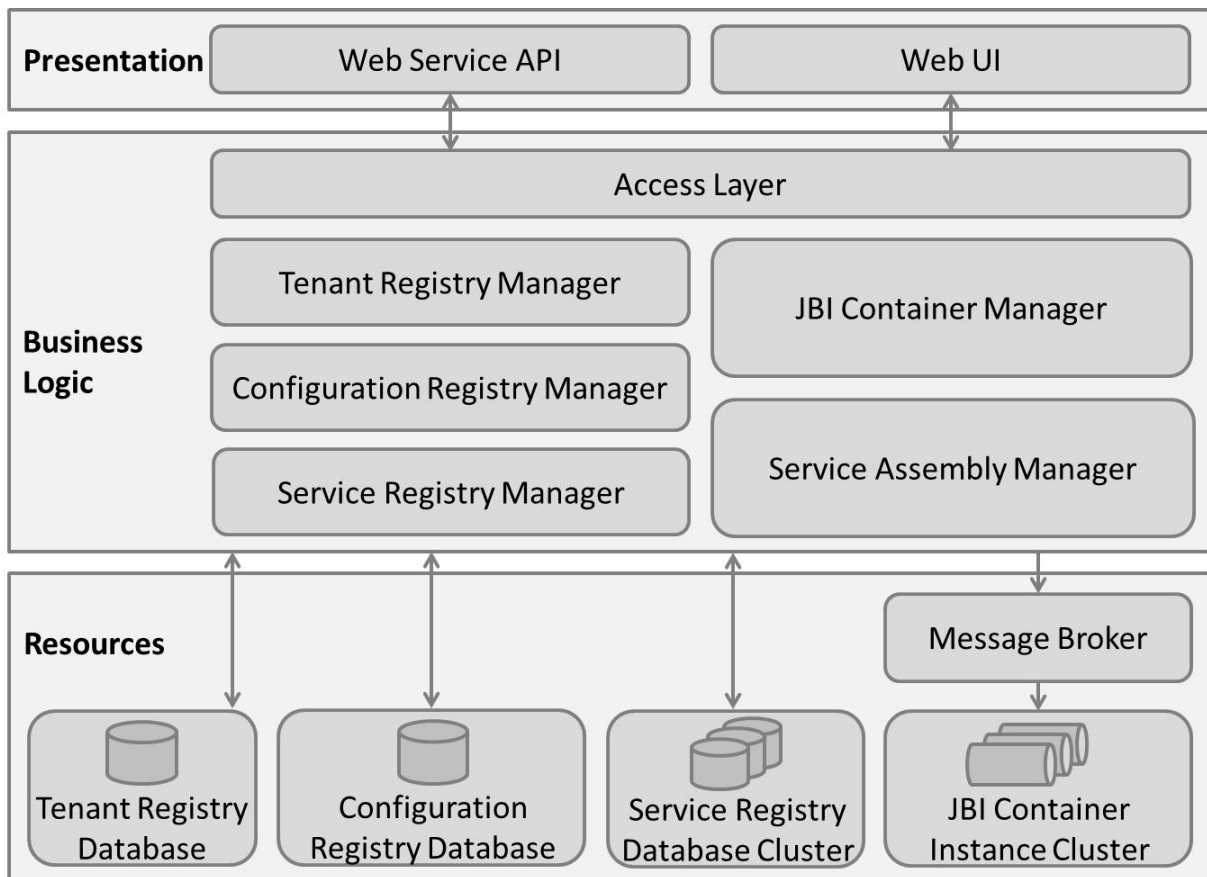 Presentation
Web Service API
Web UI
Access Layer
Tenant Registry Manager
JBI Container Manager
Business
Logic
Configuration Registry Manager
Service Assembly Manager
Service Registry Manager
Resources
Message Broker
Tenant Registry
Database
Configuration
Registry Database
Service Registry
Database Cluster
JBI Container
Instance Cluster